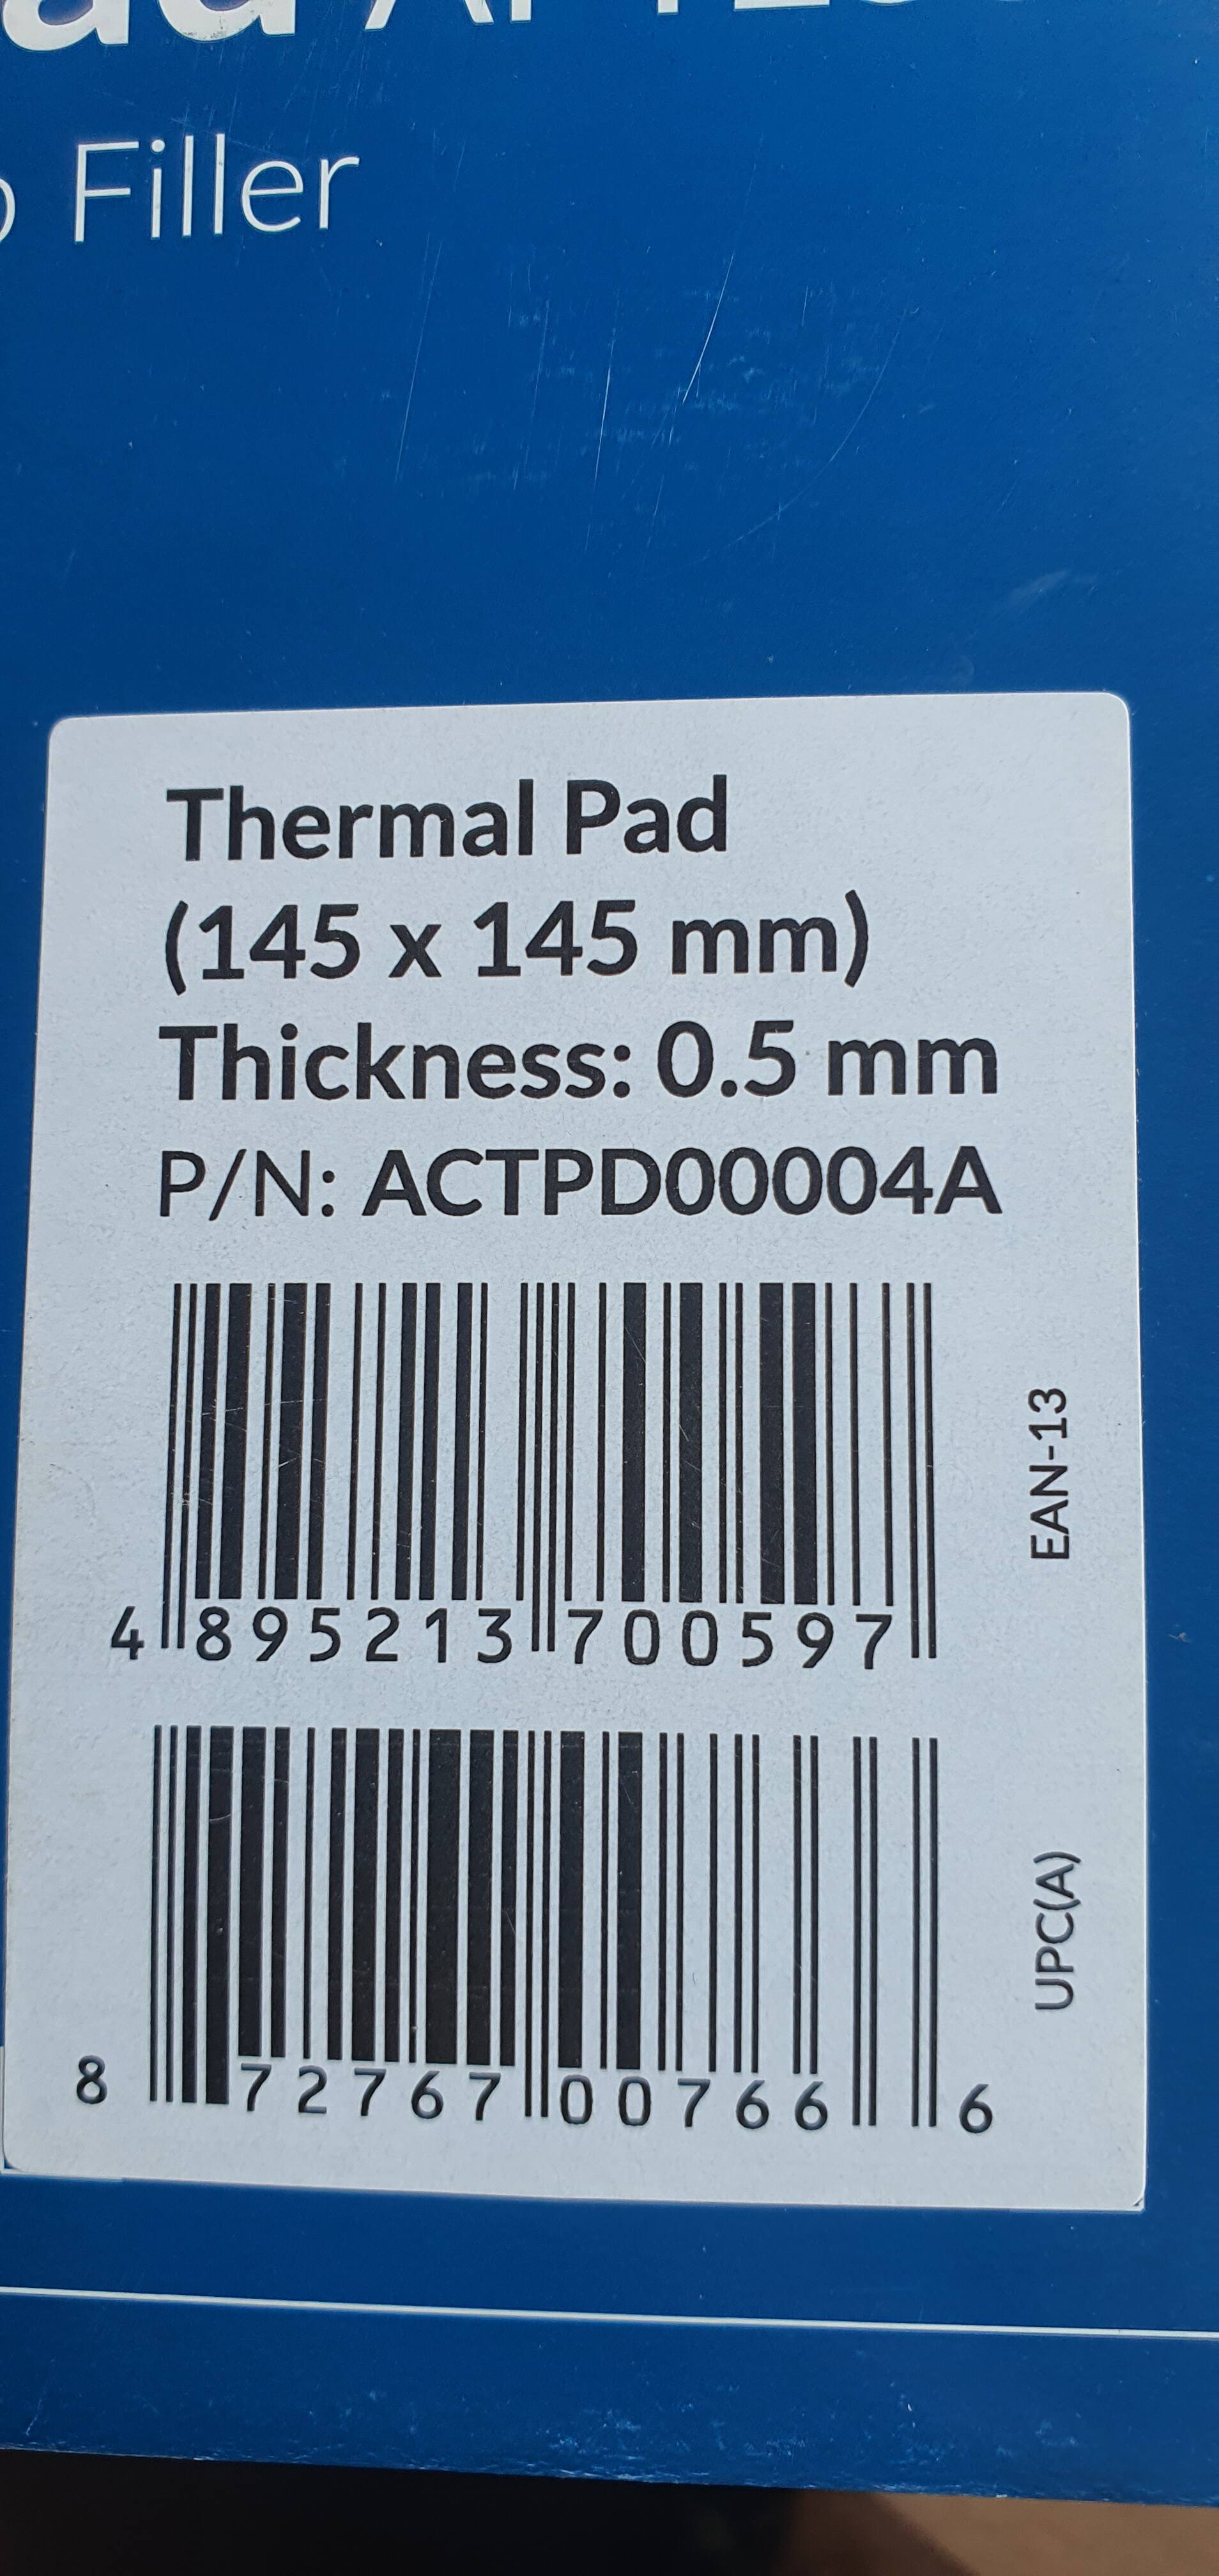 Filler
Thermal Pad
(145 x 145 mm)
Thickness: 0.5 mm
P/N: ACTPD00004A
4 895213 700597
EAN-13
8 72767 00766 6
UPC(A)